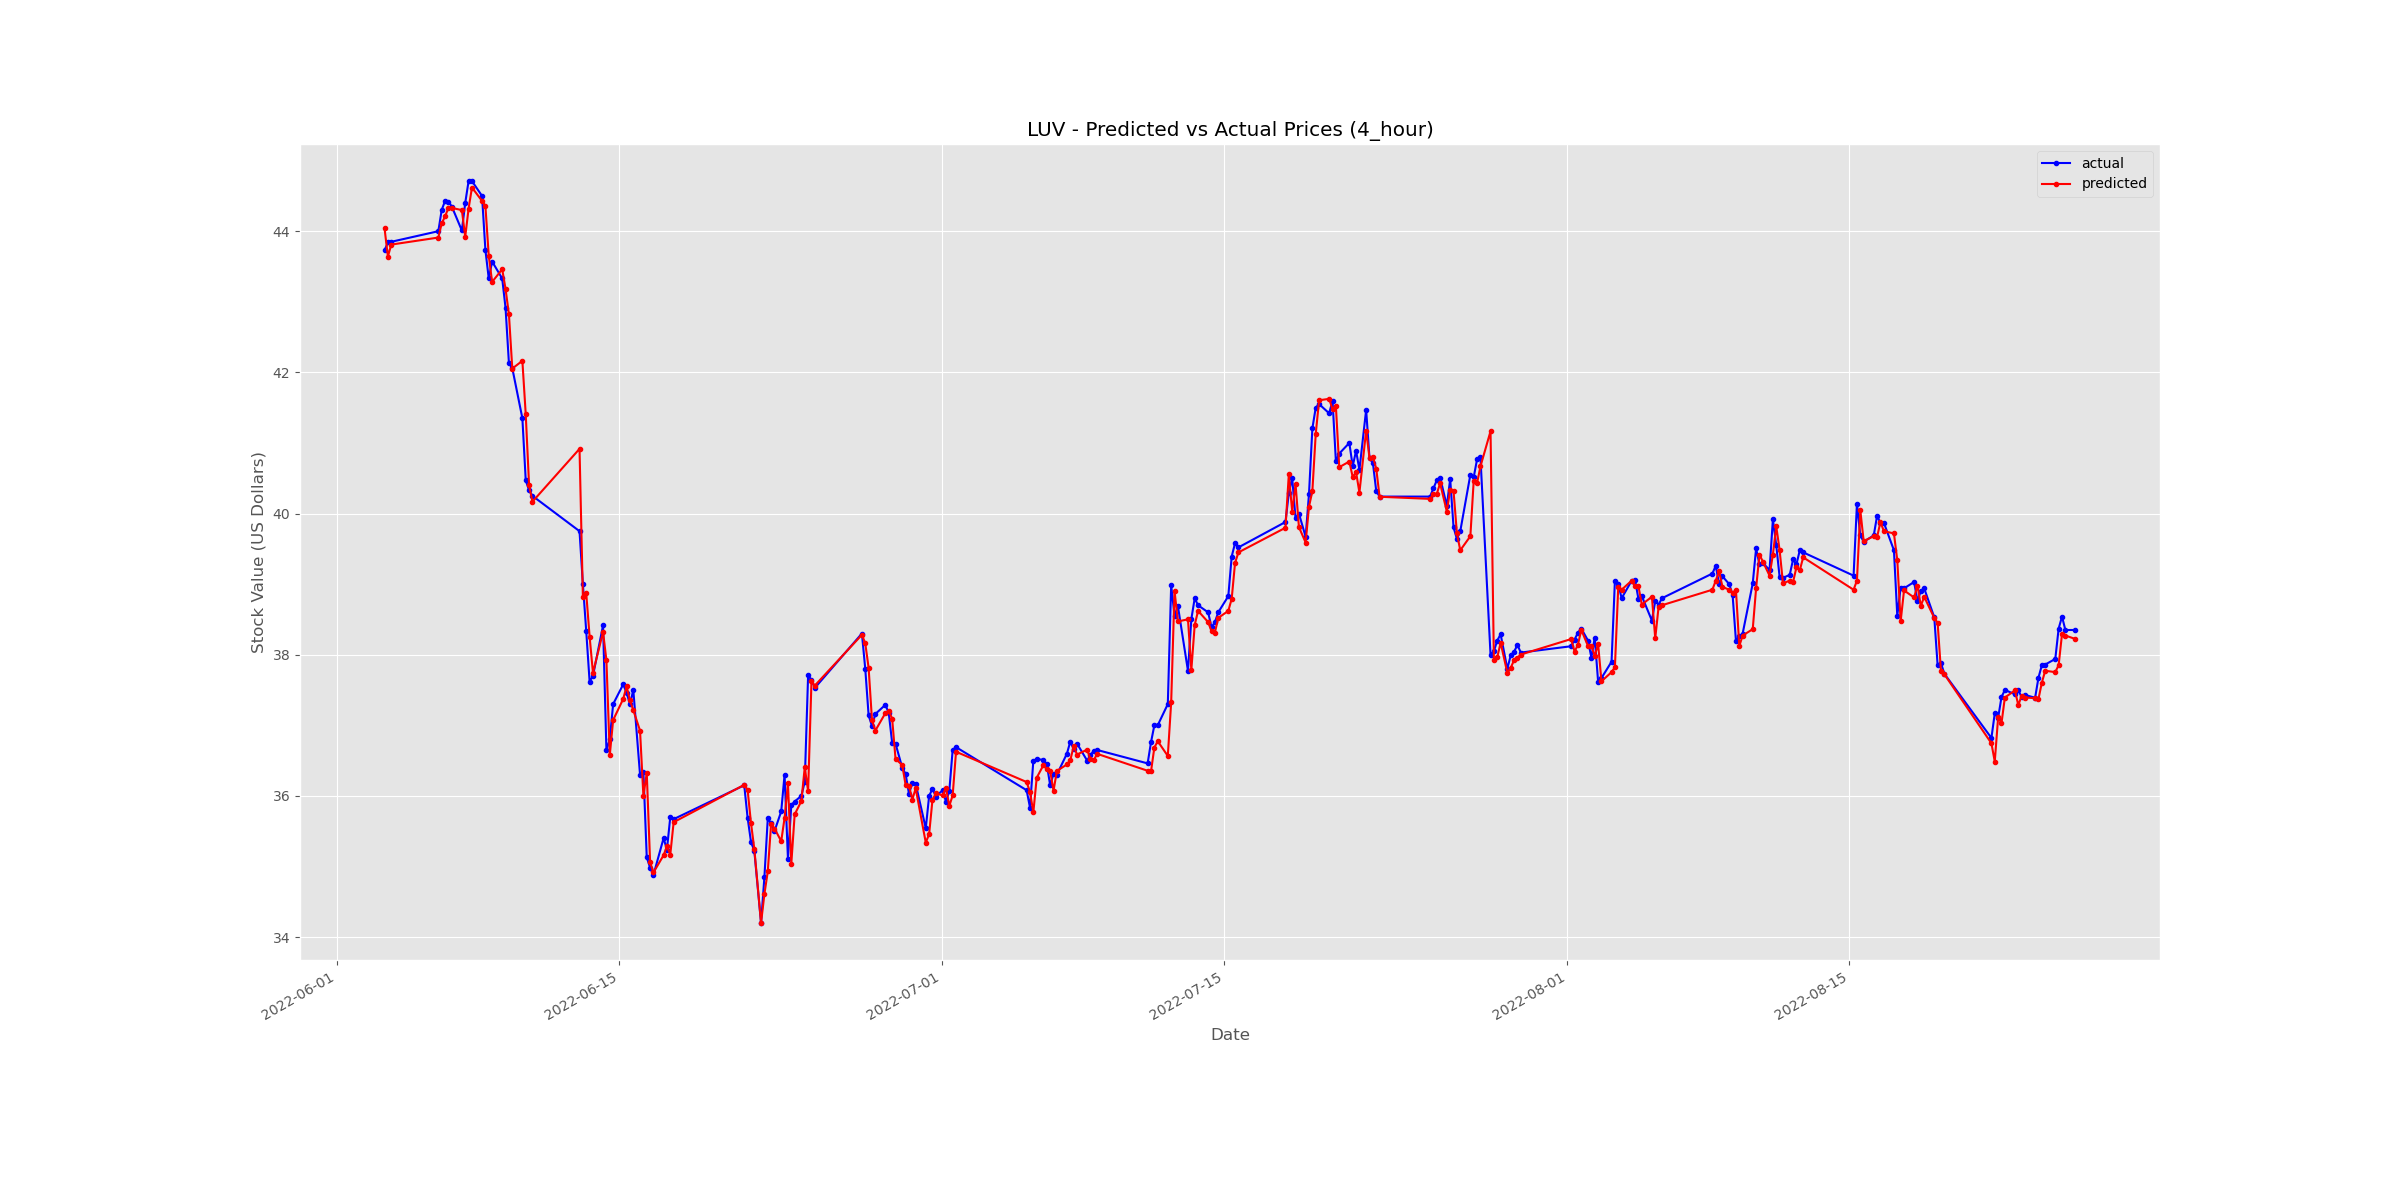 LUV - Predicted vs Actual Prices (4_hour)
actual
predicted
Stock Value (US Dollars)
44
42
40
38
36
34
2022-06-01
2022-06-15
2022-07-01
2022-07-15
2022-08-01
2022-08-15
Date